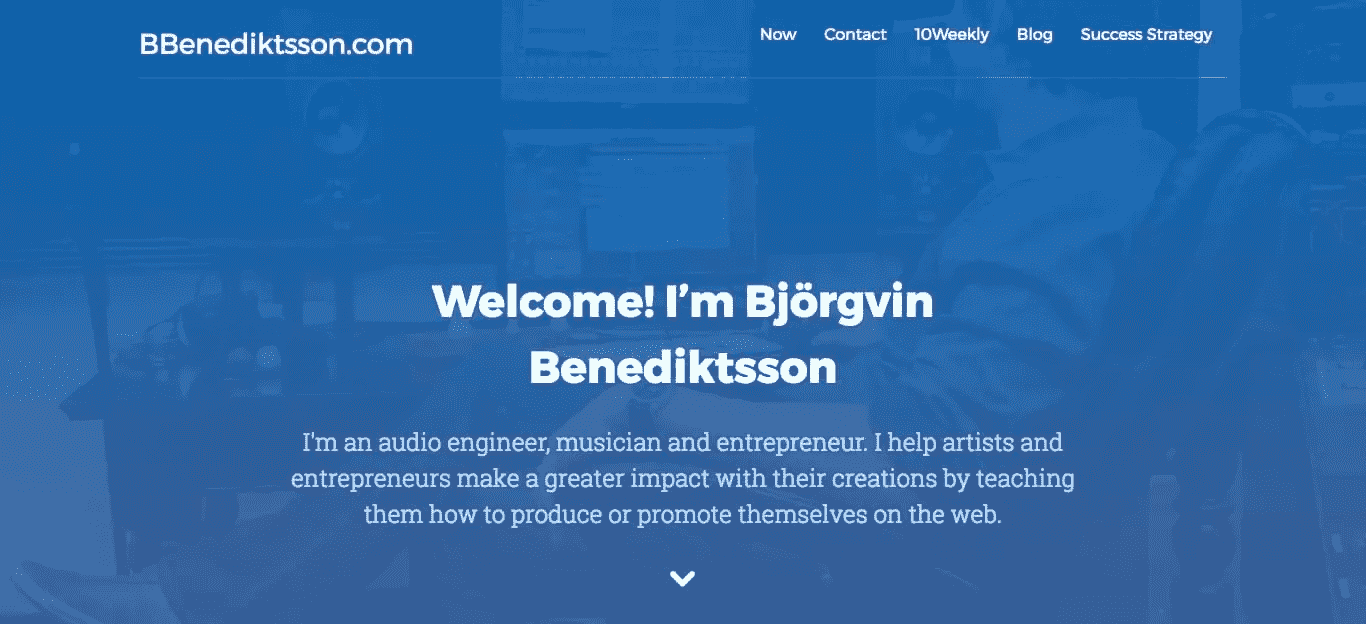 BBenediktsson.com
Now Contact 10Weekly Blog Success Strategy
Welcome! I’m Björgvin
Benediktsson
I'm an audio engineer, musician and entrepreneur. I help artists and
entrepreneurs make a greater impact with their creations by teaching
them how to produce or promote themselves on the web.